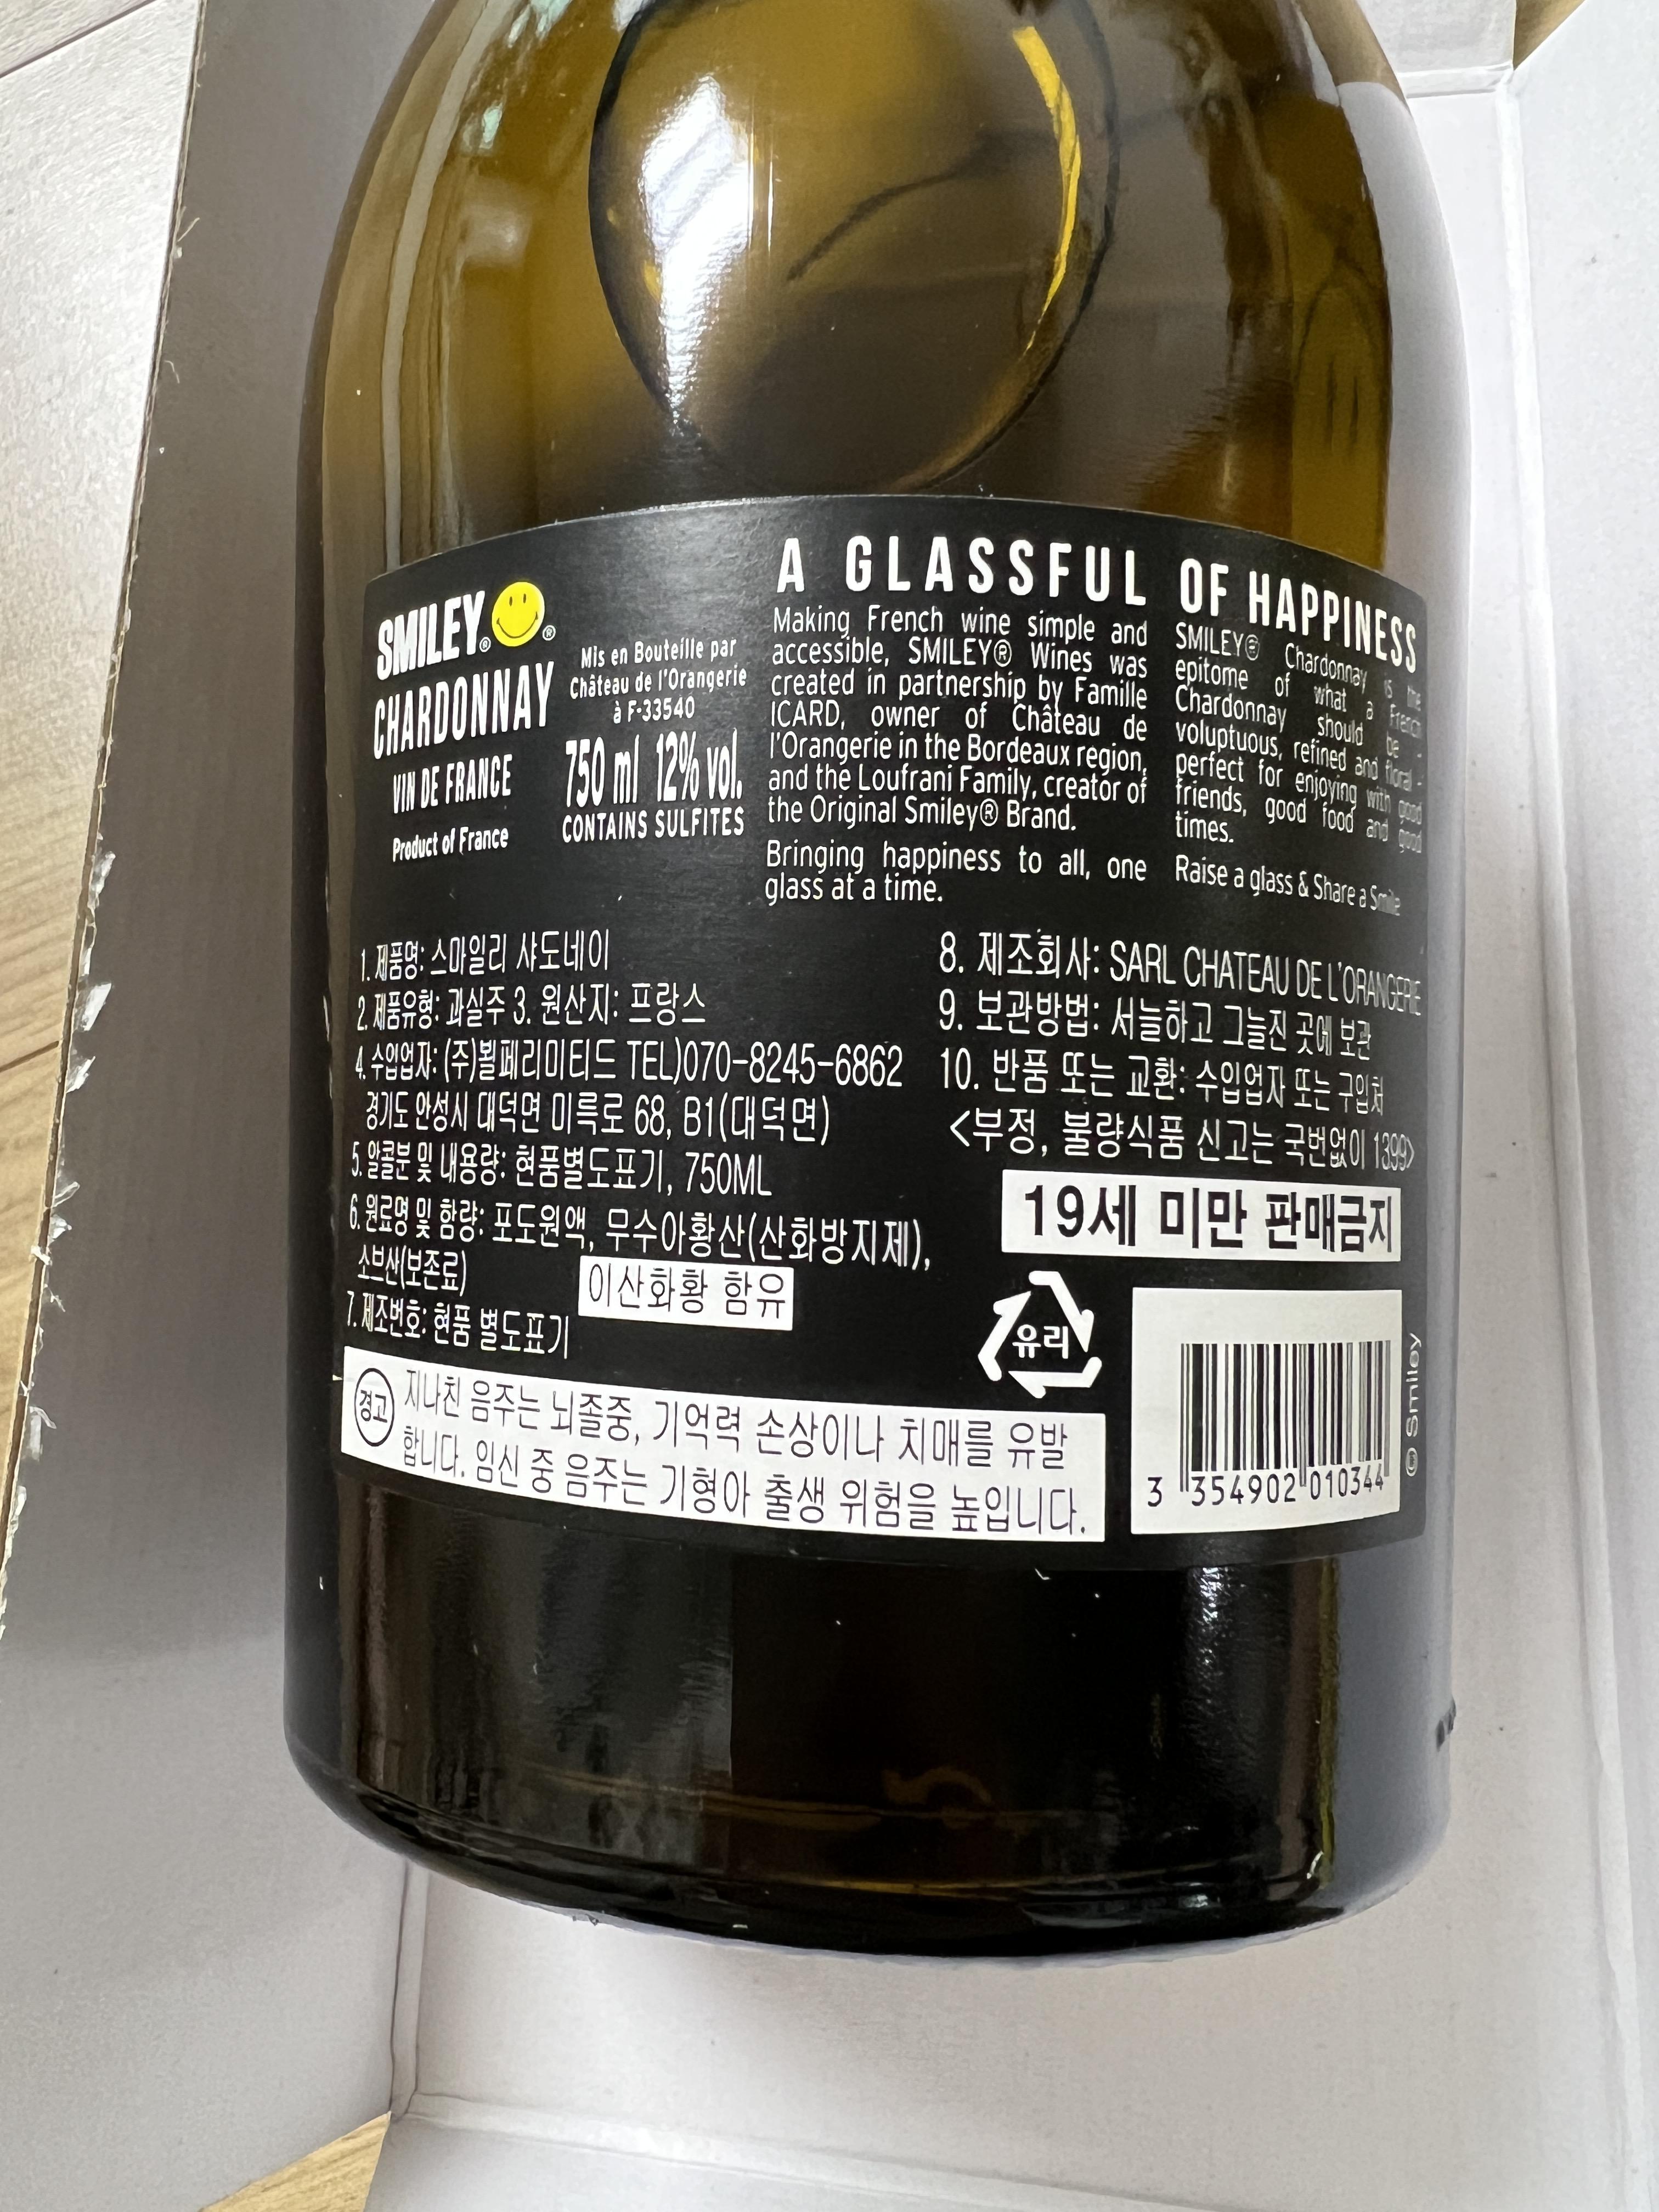 SMILEY®
CHARDONNAY
VIN DE FRANCE
Product of France
Mis en Bouteille par
Château de l'Orangerie
à F-33540
750 ml 12% vol.
CONTAINS SULFITES
A GLASSFUL OF HAPPINESS
Making French wine simple and
accessible, SMILEY® Wines was
created in partnership by Famille
ICARD, owner of Château de
l'Orangerie in the Bordeaux region,
and the Loufrani Family, creator of
the Original Smiley® Brand.
Bringing happiness to all, one
glass at a time.
SMILEY® Chardonnay is the
epitome of what a French
Chardonnay should be -
voluptuous, refined and floral -
perfect for enjoying with good
friends, good food and good
times.
Raise a glass & Share a Smile
1. 제품명: 스마일리 샤도네이
2. 제품유형: 과실주 3. 원산지: 프랑스
4. 수입업자: (주)뵐페리미티드 TEL)070-8245-6862
경기도 안성시 대덕면 미륵로 68, B1(대덕면)
5. 알콜분 및 내용량: 현품별도표기, 750ML
6. 원료명 및 함량: 포도원액, 무수아황산(산화방지제),
소브산(보존료)
이산화황 함유
7. 제조번호: 현품 별도표기
8. 제조회사: SARL CHATEAU DE L'ORANGERIE
9. 보관방법: 서늘하고 그늘진 곳에 보관
10. 반품 또는 교환: 수입업자 또는 구입처
<부정, 불량식품 신고는 국번없이 1399>
19세 미만 판매금지
유리
경고 지나친 음주는 뇌졸중, 기억력 손상이나 치매를 유발
합니다. 임신 중 음주는 기형아 출생 위험을 높입니다.
3 354902 010344
© Smiley